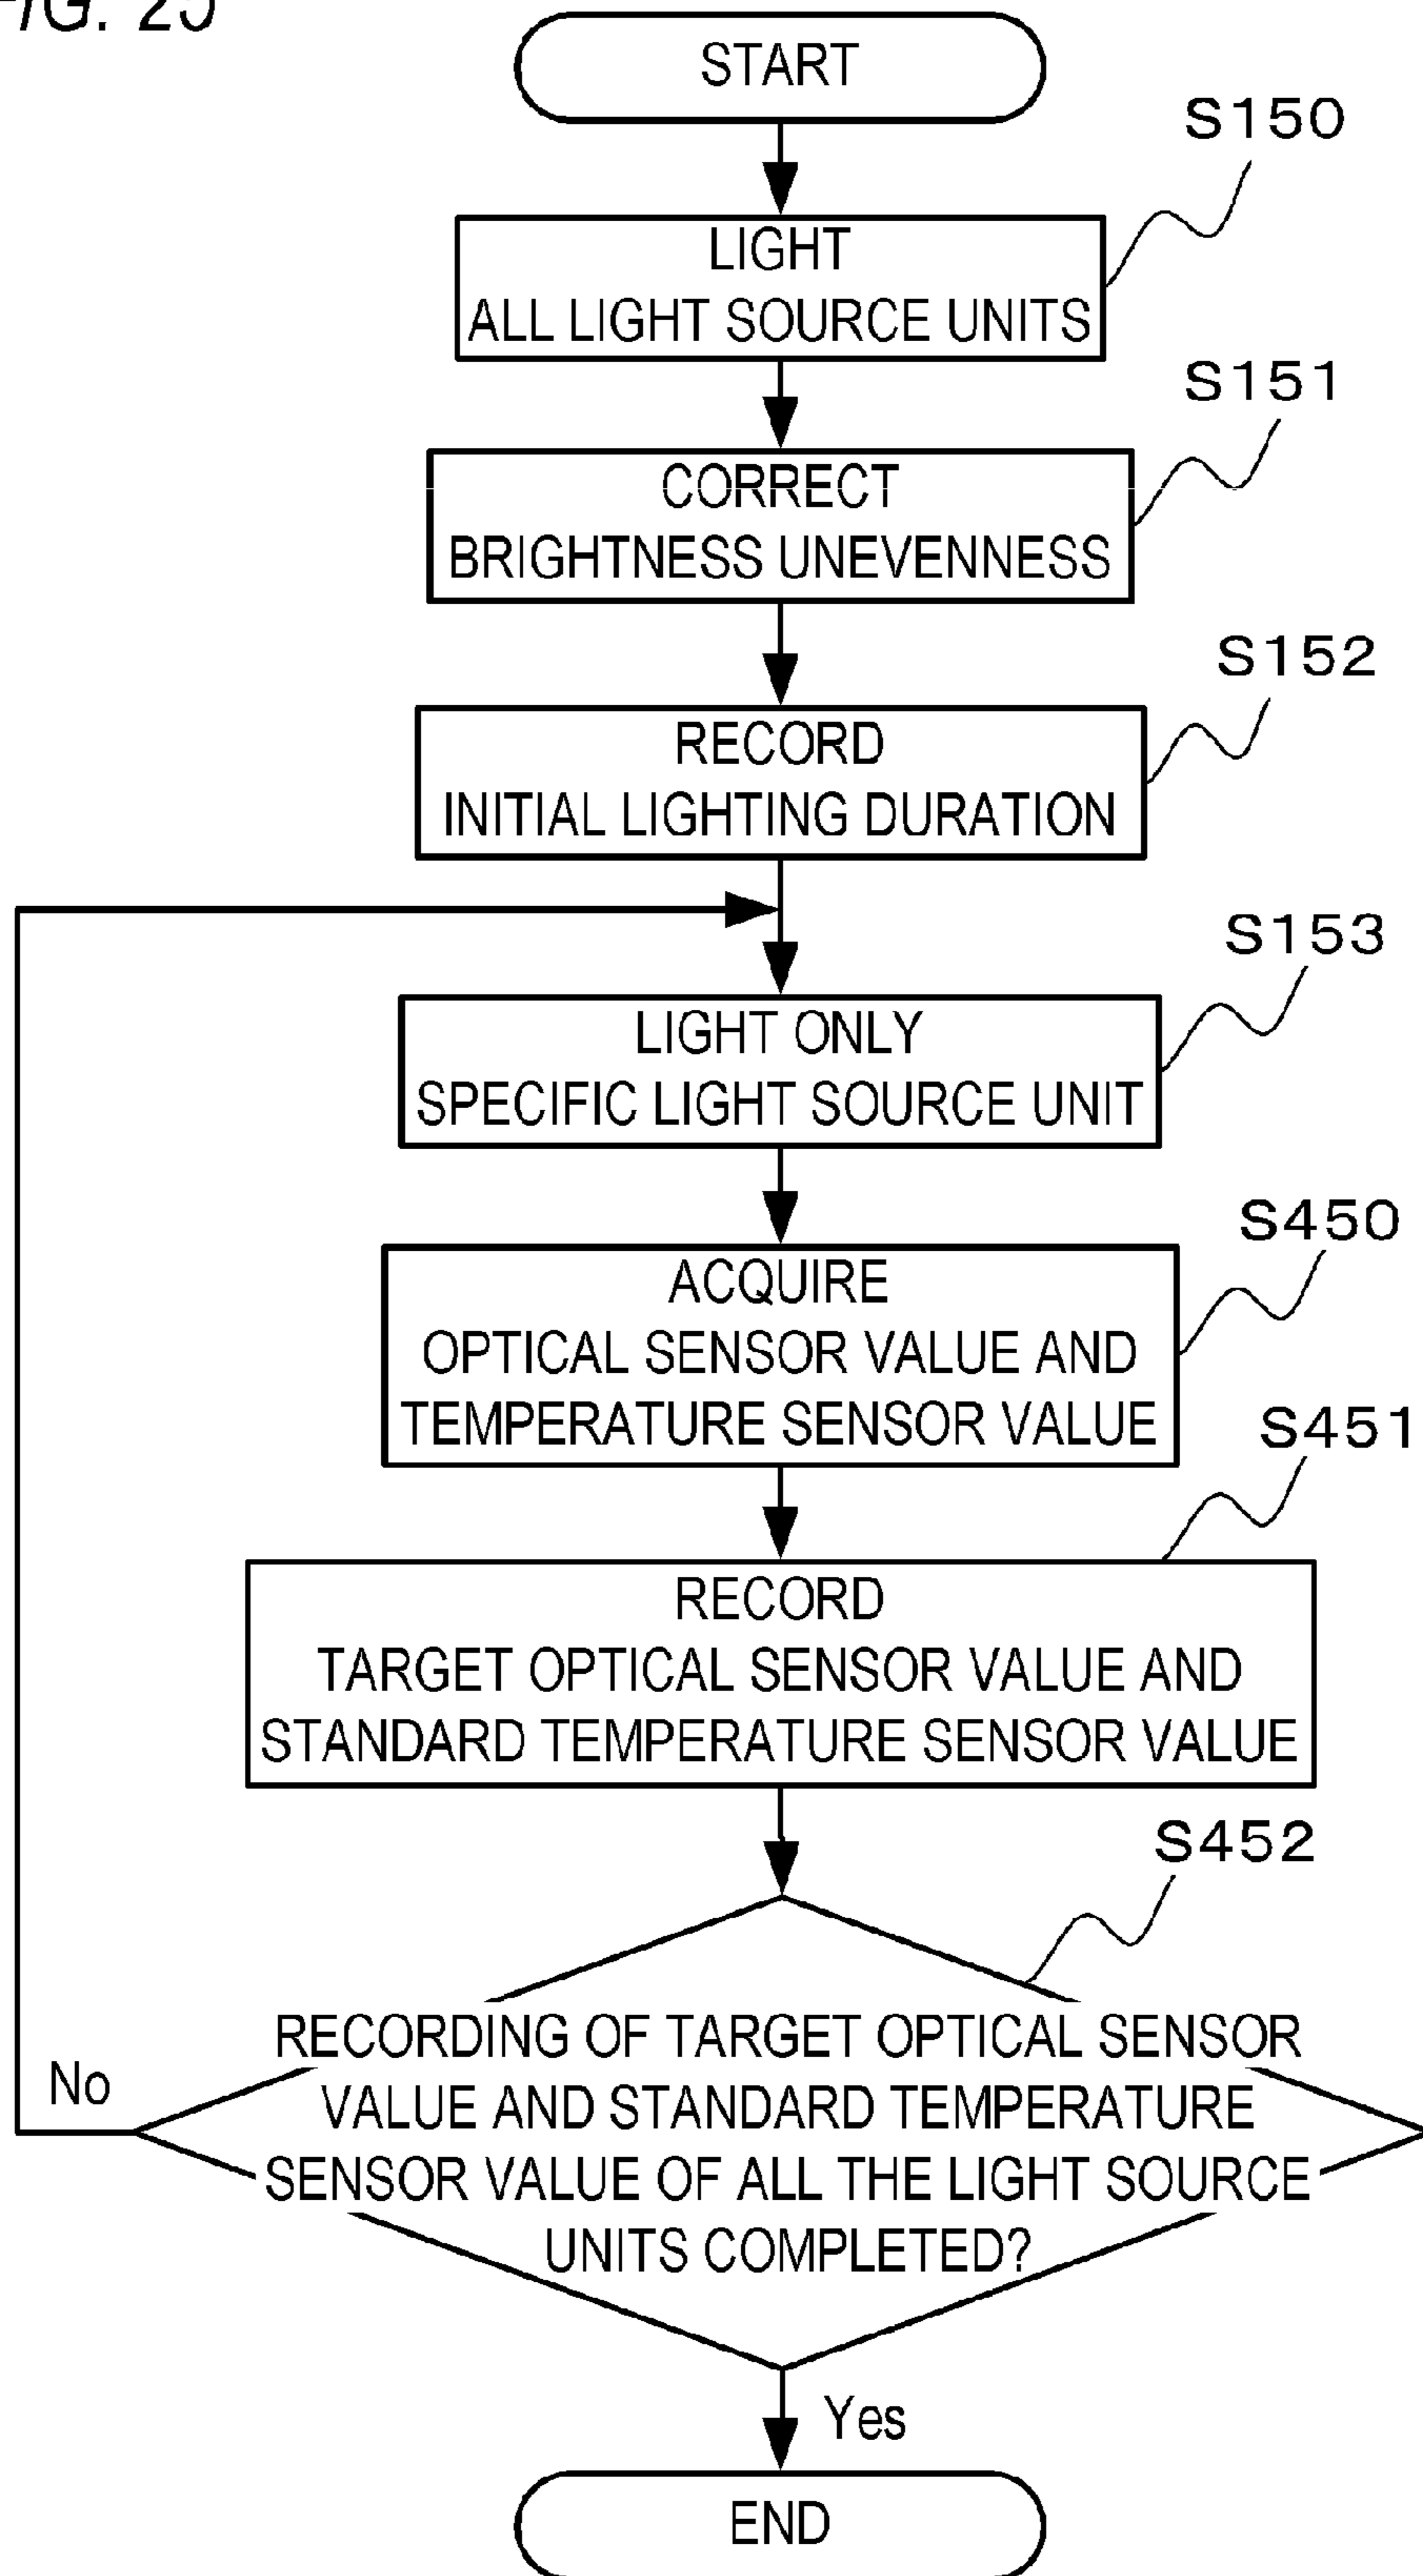 FIG. 25
START
S150
LIGHT
ALL LIGHT SOURCE UNITS
S151
CORRECT
BRIGHTNESS UNEVENNESS
S152
RECORD
INITIAL LIGHTING DURATION
S153
LIGHT ONLY
SPECIFIC LIGHT SOURCE UNIT
S450
ACQUIRE
OPTICAL SENSOR VALUE AND
TEMPERATURE SENSOR VALUE
S451
RECORD
TARGET OPTICAL SENSOR VALUE AND
STANDARD TEMPERATURE SENSOR VALUE
S452
RECORDING OF TARGET OPTICAL SENSOR
No
VALUE AND STANDARD TEMPERATURE
SENSOR VALUE OF ALL THE LIGHT SOURCE
UNITS COMPLETED?
Yes
END